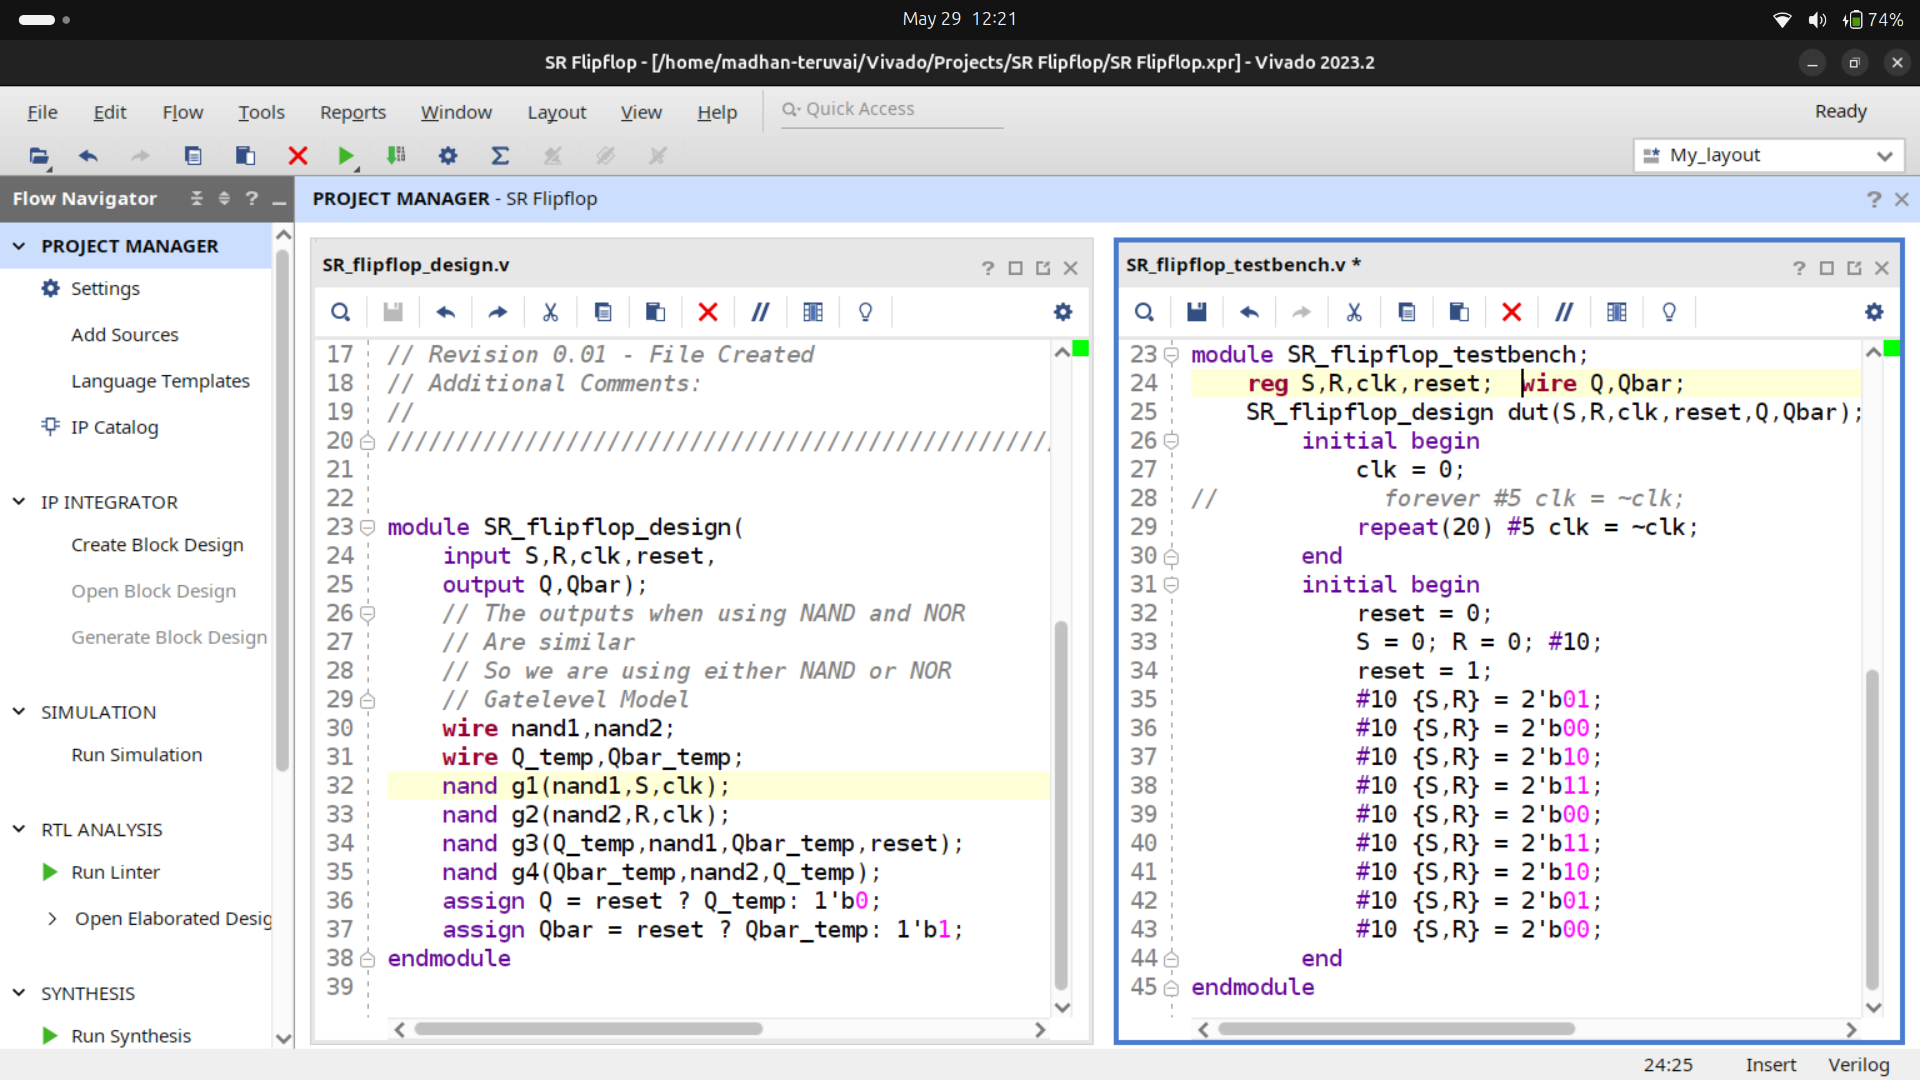 May 29 12:21
74%
SR Flipflop - [/home/madhan-teruvai/Vivado/Projects/SR Flipflop/SR Flipflop.xpr] - Vivado 2023.2
File Edit Flow Tools Reports Window Layout View Help Quick Access Ready
My_layout
Flow Navigator
PROJECT MANAGER - SR Flipflop
PROJECT MANAGER
Settings
Add Sources
Language Templates
IP Catalog
IP INTEGRATOR
Create Block Design
Open Block Design
Generate Block Design
SIMULATION
Run Simulation
RTL ANALYSIS
Run Linter
Open Elaborated Desig
SYNTHESIS
Run Synthesis
SR_flipflop_design.v
17 // Revision 0.01 - File Created
18 // Additional Comments:
19 //
20 ////////////////////////////////////////////////
21
22
23 module SR_flipflop_design(
24     input S,R,clk,reset,
25     output Q,Qbar);
26     // The outputs when using NAND and NOR
27     // Are similar
28     // So we are using either NAND or NOR
29     // Gatelevel Model
30     wire nand1,nand2;
31     wire Q_temp,Qbar_temp;
32     nand g1(nand1,S,clk);
33     nand g2(nand2,R,clk);
34     nand g3(Q_temp,nand1,Qbar_temp,reset);
35     nand g4(Qbar_temp,nand2,Q_temp);
36     assign Q = reset ? Q_temp: 1'b0;
37     assign Qbar = reset ? Qbar_temp: 1'b1;
38 endmodule
39
SR_flipflop_testbench.v *
23 module SR_flipflop_testbench;
24     reg S,R,clk,reset;  wire Q,Qbar;
25     SR_flipflop_design dut(S,R,clk,reset,Q,Qbar);
26         initial begin
27             clk = 0;
28 //            forever #5 clk = ~clk;
29             repeat(20) #5 clk = ~clk;
30         end
31         initial begin
32             reset = 0;
33             S = 0; R = 0; #10;
34             reset = 1;
35             #10 {S,R} = 2'b01;
36             #10 {S,R} = 2'b00;
37             #10 {S,R} = 2'b10;
38             #10 {S,R} = 2'b11;
39             #10 {S,R} = 2'b00;
40             #10 {S,R} = 2'b11;
41             #10 {S,R} = 2'b10;
42             #10 {S,R} = 2'b01;
43             #10 {S,R} = 2'b00;
44         end
45 endmodule
24:25 Insert Verilog